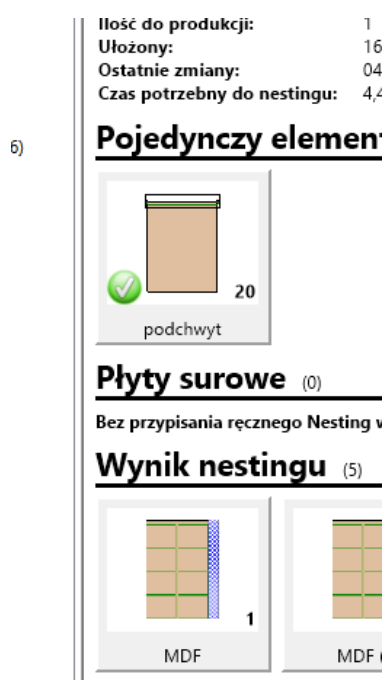 Ilość do produkcji: 1
Ułożony: 16
Ostatnie zmiany: 04
Czas potrzebny do nestingu: 4,4
6)
Pojedynczy element
podchwyt 20
Płyty surowe (0)
Bez przypisania ręcznego Nesting w
Wynik nestingu (5)
1
MDF
MDF (